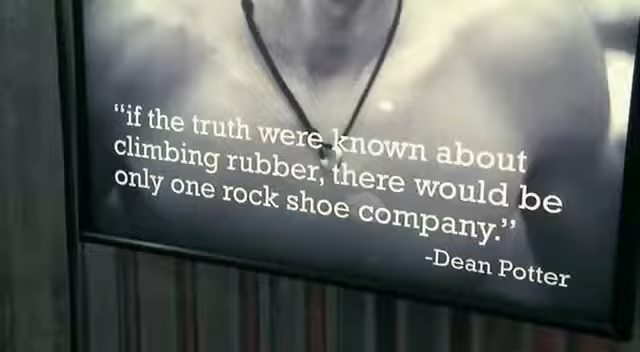 “if the truth were known about
climbing rubber, there would be
only one rock shoe company.”
-Dean Potter